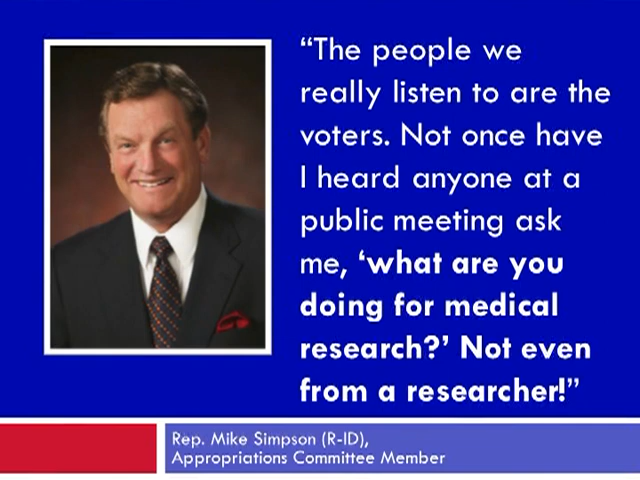 “The people we
really listen to are the
voters. Not once have
I heard anyone at a
public meeting ask
me, ‘what are you
doing for medical
research?’ Not even
from a researcher!”
Rep. Mike Simpson (R-ID),
Appropriations Committee Member